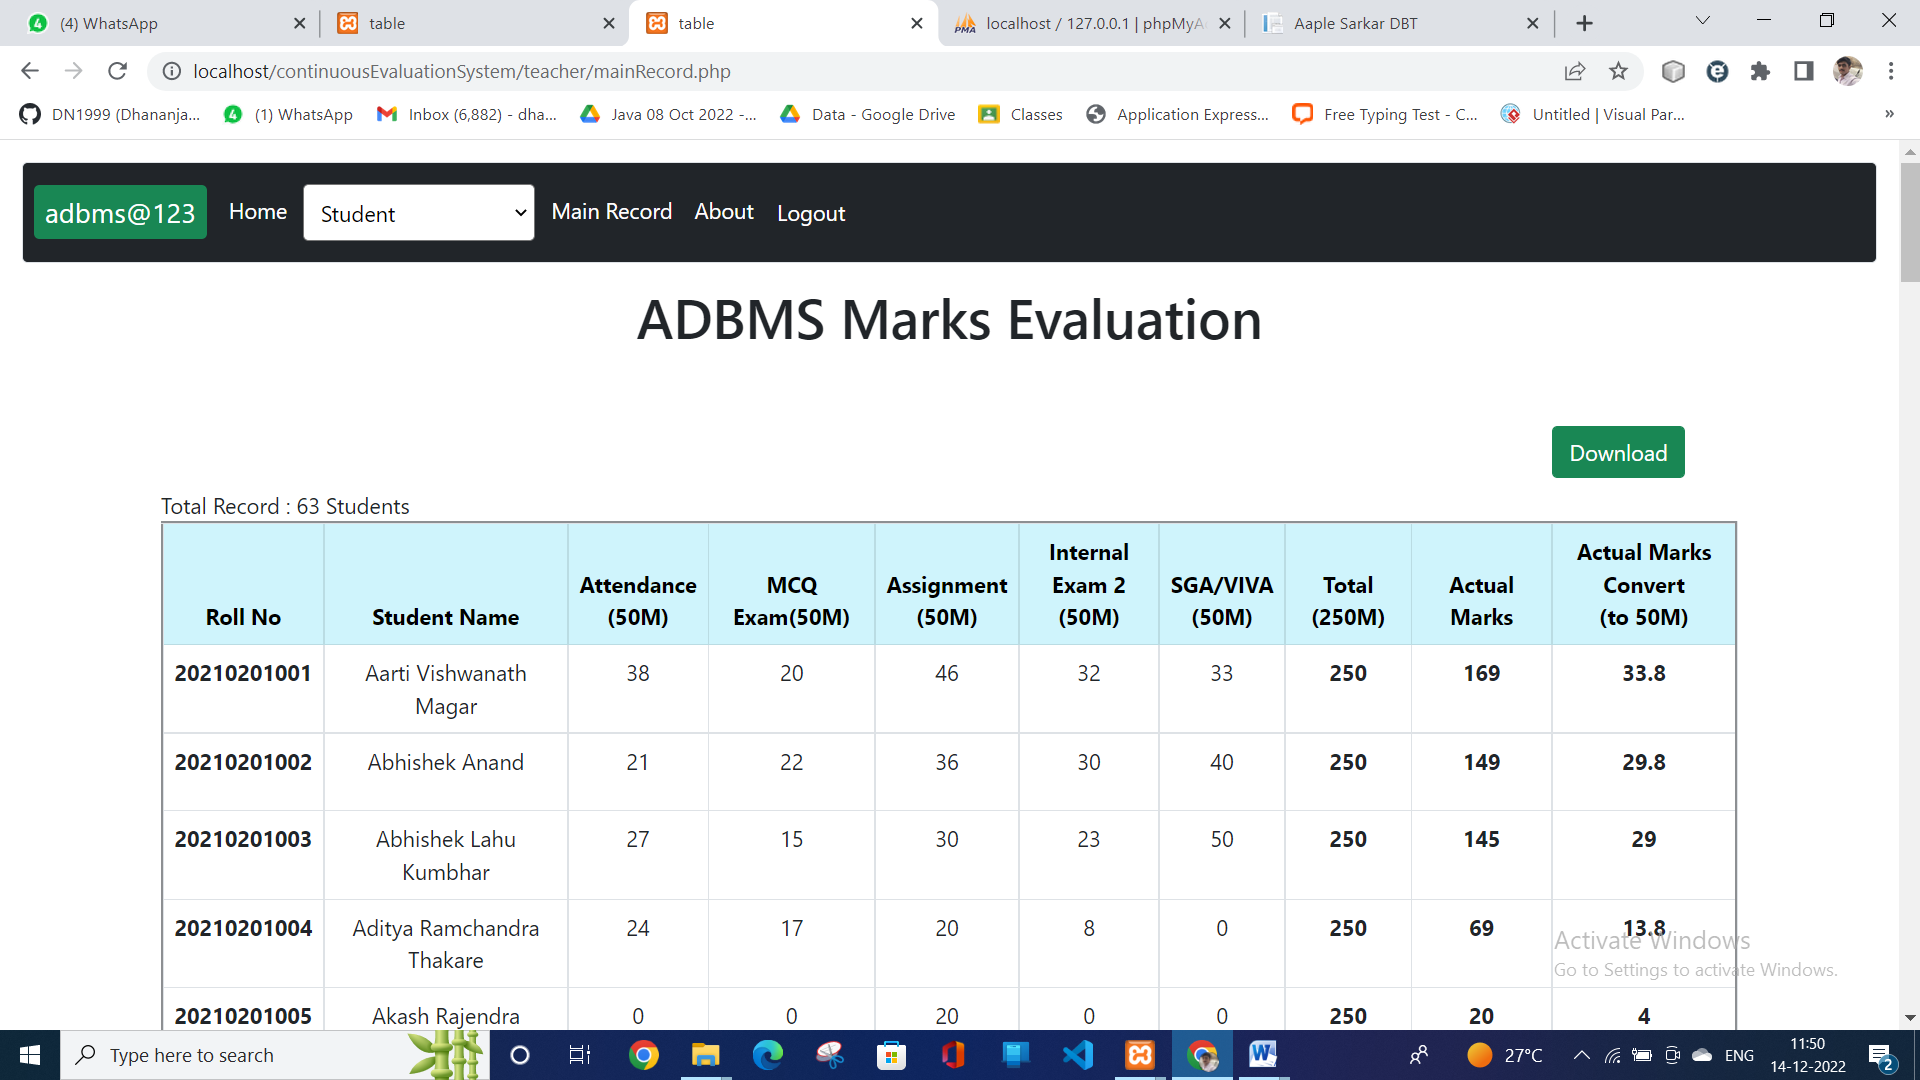 (4) WhatsApp
table
table
localhost / 127.0.0.1 | phpMyA
Aaple Sarkar DBT
localhost/continuousEvaluationSystem/teacher/mainRecord.php
DN1999 (Dhananja...
(1) WhatsApp
Inbox (6,882) - dha...
Java 08 Oct 2022 -...
Data - Google Drive
Classes
Application Express...
Free Typing Test - C...
Untitled | Visual Par...
»
adbms@123
Home
Student
Main Record
About
Logout
ADBMS Marks Evaluation
Download
Total Record : 63 Students
Roll No
Student Name
Attendance
(50M)
MCQ
Exam(50M)
Assignment
(50M)
Internal
Exam 2
(50M)
SGA/VIVA
(50M)
Total
(250M)
Actual
Marks
Actual Marks
Convert
(to 50M)
20210201001 Aarti Vishwanath 38 20 46 32 33 250 169 33.8
Magar
20210201002 Abhishek Anand 21 22 36 30 40 250 149 29.8
20210201003 Abhishek Lahu 27 15 30 23 50 250 145 29
Kumbhar
20210201004 Aditya Ramchandra 24 17 20 8 0 250 69 13.8
Thakare
20210201005 Akash Rajendra 0 0 20 0 0 250 20 4
Activate Windows
Go to Settings to activate Windows.
Type here to search
27°C
ENG
11:50
14-12-2022
2